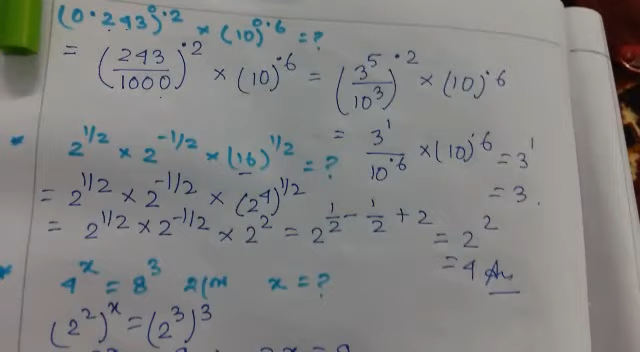 (0·243)^0·2 × (10)^0·6 = ?
= (243/1000)^·2 × (10)^·6 = (3^5/10^3)^·2 × (10)^·6
= 3^1/10^·6 × (10)^·6 = 3^1
= 3.
* 2^1/2 × 2^-1/2 × (16)^1/2 = ?
= 2^1/2 × 2^-1/2 × (2^4)^1/2
= 2^1/2 × 2^-1/2 × 2^2 = 2^(1/2 - 1/2 + 2) = 2^2
= 4 Ans
* 4^x = 8^3 x = ?
(2^2)^x = (2^3)^3